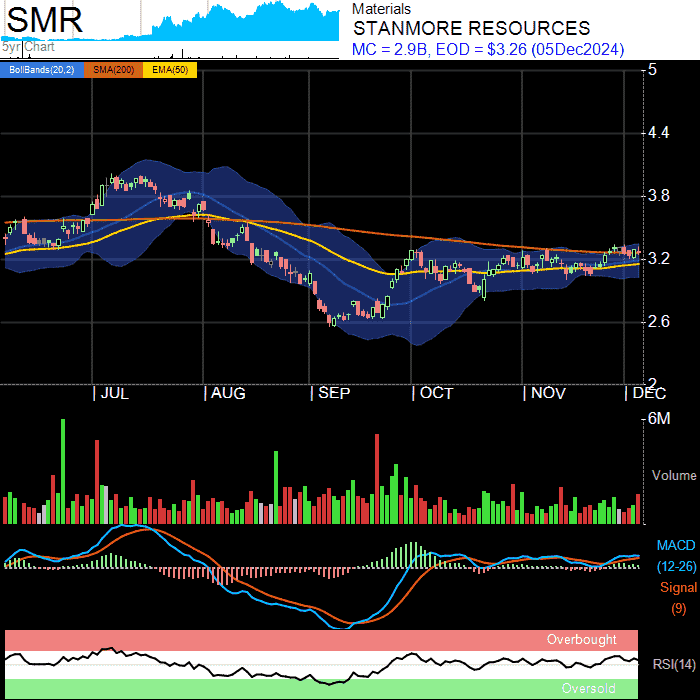 SMR
5yr Chart
Materials
STANMORE RESOURCES
MC = 2.9B, EOD = $3.26 (05Dec2024)
BollBands(20,2) SMA(200) EMA(50)
5
4.4
3.8
3.2
2.6
2
JUL AUG SEP OCT NOV DEC
6M
Volume
MACD
(12-26)
Signal
(9)
Overbought
RSI(14)
Oversold